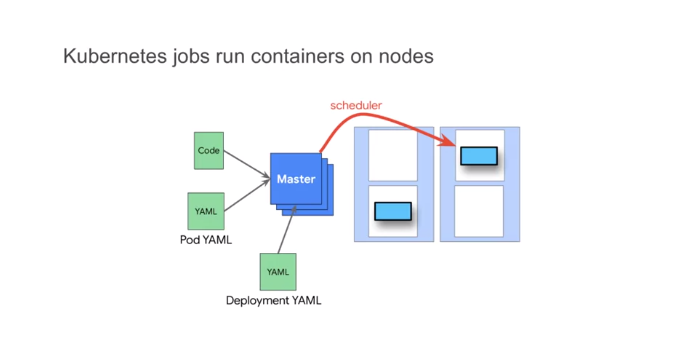 Kubernetes jobs run containers on nodes
scheduler
Code
Master
YAML
Pod YAML
YAML
Deployment YAML